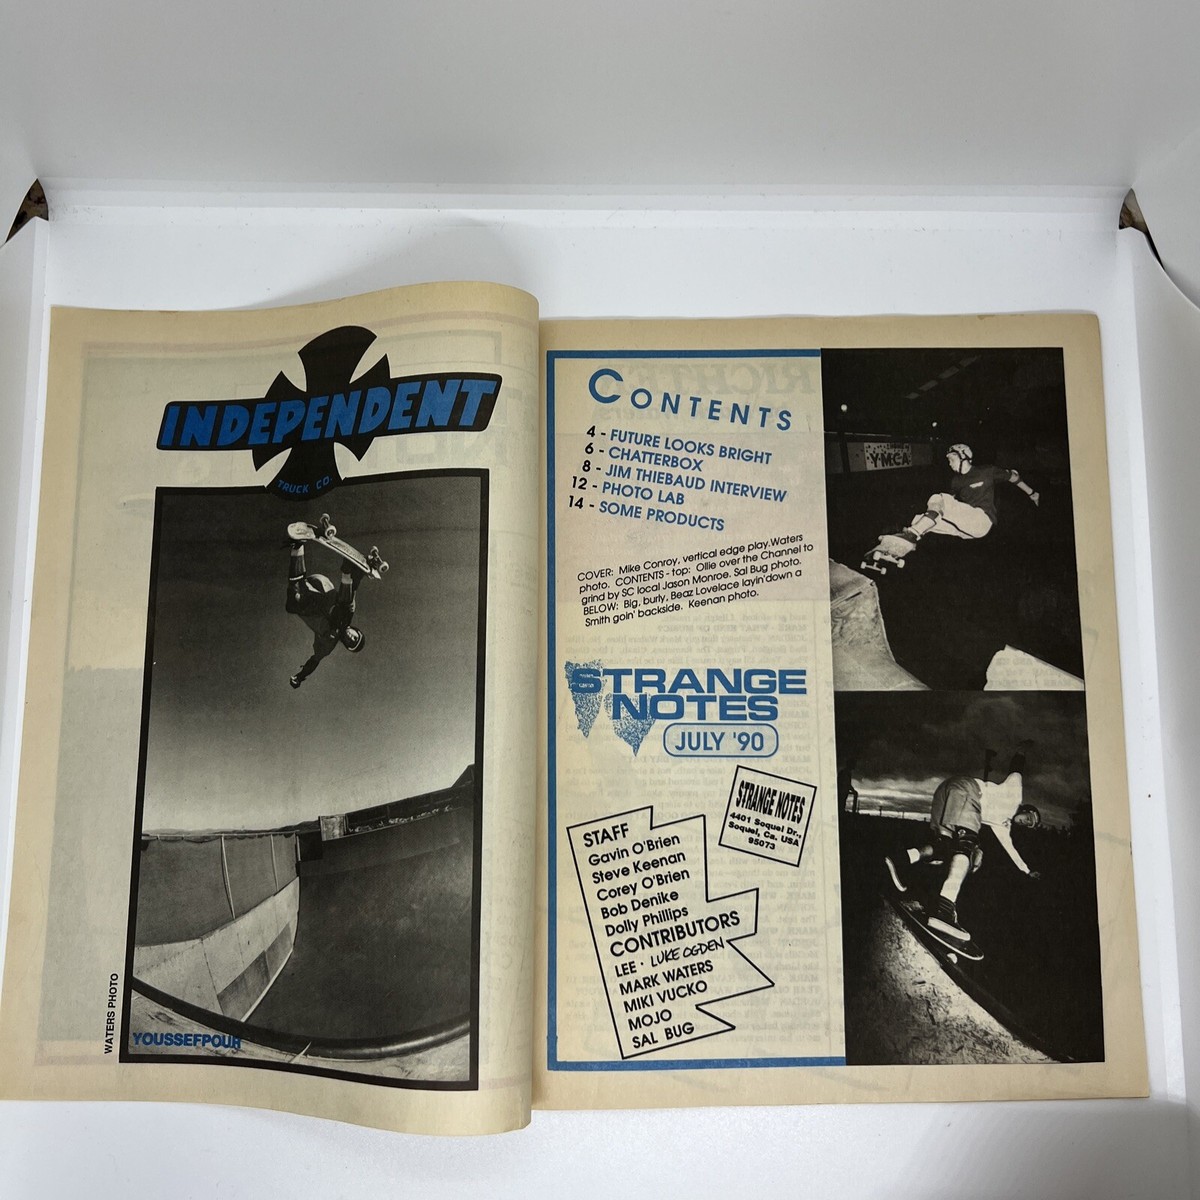 INDEPENDENT
TRUCK CO.
WATERS PHOTO
YOUSSEFPOUR
CONTENTS
4 - FUTURE LOOKS BRIGHT
6 - CHATTERBOX
8 - JIM THIEBAUD INTERVIEW
12 - PHOTO LAB
14 - SOME PRODUCTS
COVER: Mike Conroy, vertical edge play. Waters
photo. CONTENTS - top: Ollie over the Channel to
grind by SC local Jason Monroe. Sal Bug photo.
BELOW: Big, burly, Beaz Lovelace layin'down a
Smith goin' backside. Keenan photo.
STRANGE
NOTES
JULY '90
STRANGE NOTES
4401 Soquel Dr.,
Soquel, Ca. USA
95073
STAFF
Gavin O'Brien
Steve Keenan
Corey O'Brien
Bob Denike
Dolly Phillips
CONTRIBUTORS
LEE · LUKE OGDEN
MARK WATERS
MIKI VUCKO
MOJO
SAL BUG
YMCA